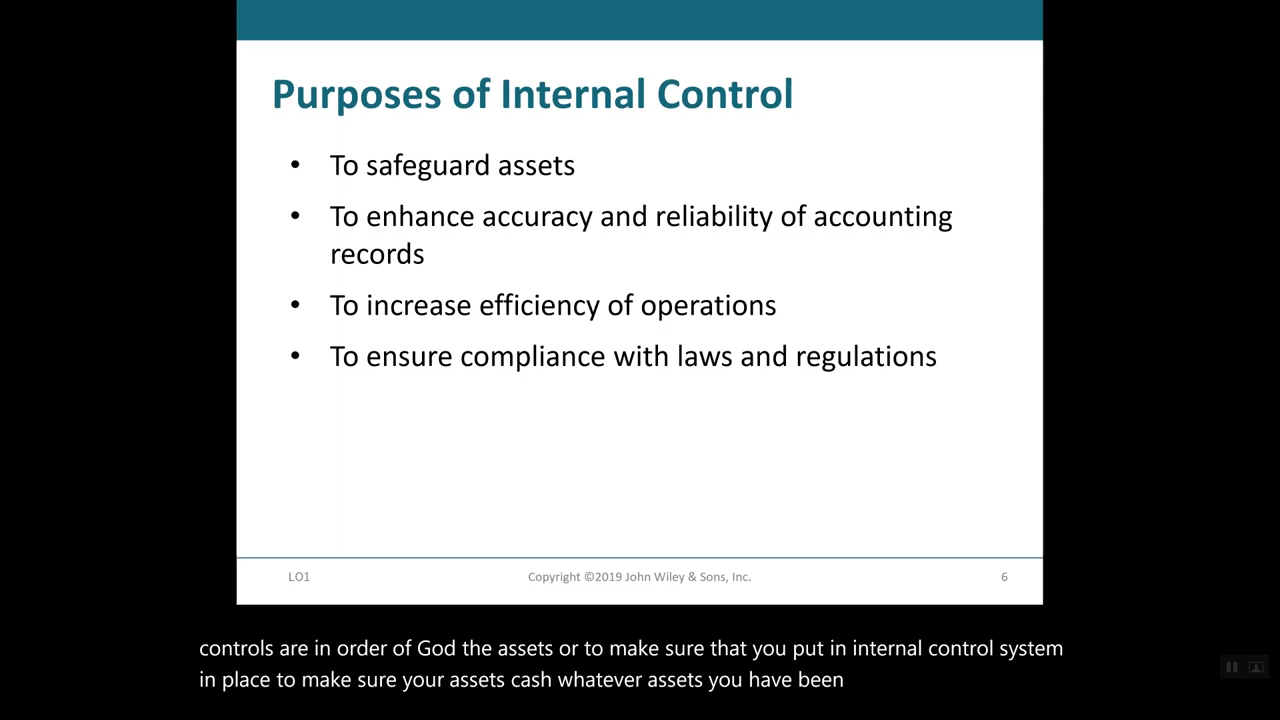 Purposes of Internal Control
• To safeguard assets
• To enhance accuracy and reliability of accounting
records
• To increase efficiency of operations
• To ensure compliance with laws and regulations
LO1 Copyright ©2019 John Wiley & Sons, Inc. 6
controls are in order of God the assets or to make sure that you put in internal control system
in place to make sure your assets cash whatever assets you have been